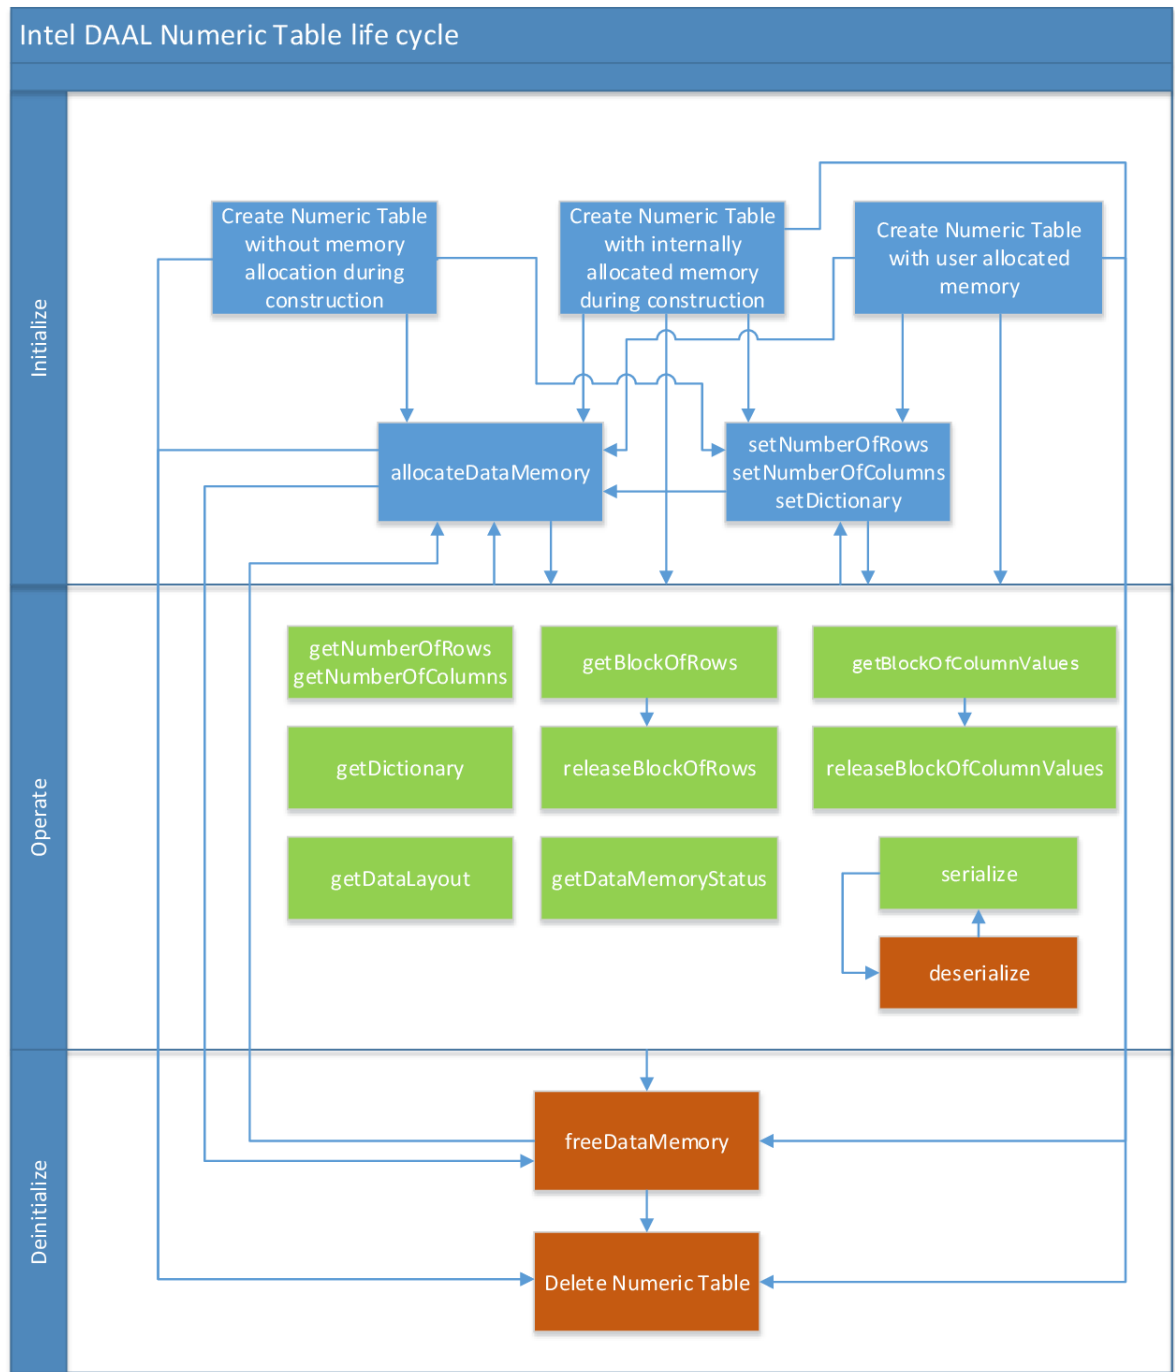 Intel DAAL Numeric Table life cycle
Initialize
Create Numeric Table
without memory
allocation during
construction
Create Numeric Table
with internally
allocated memory
during construction
Create Numeric Table
with user allocated
memory
allocateDataMemory
setNumberOfRows
setNumberOfColumns
setDictionary
Operate
getNumberOfRows
getNumberOfColumns
getBlockOfRows
getBlockOfColumnValues
getDictionary
releaseBlockOfRows
releaseBlockOfColumnValues
getDataLayout
getDataMemoryStatus
serialize
deserialize
Deinitialize
freeDataMemory
Delete Numeric Table